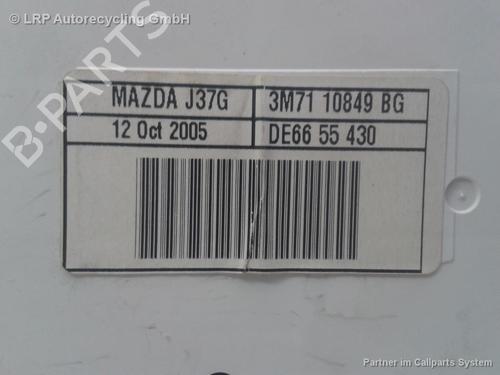 © LRP Autorecycling GmbH
B-PARTS
MAZDA J37G
3M71 10849 BG
12 Oct 2005
DE66 55 430
Partner im Callparts System